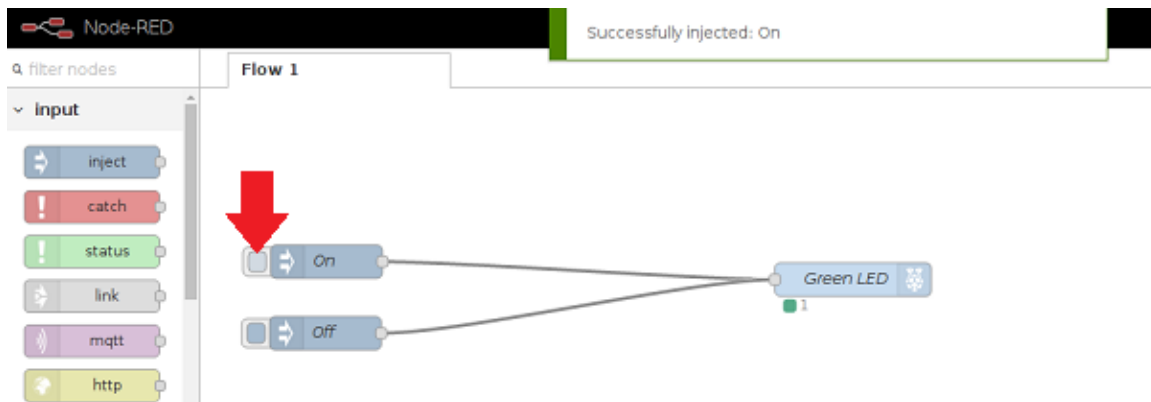 Node-RED
Successfully injected: On
filter nodes
Flow 1
input
inject
catch
status
link
mqtt
http
On
Off
Green LED
1